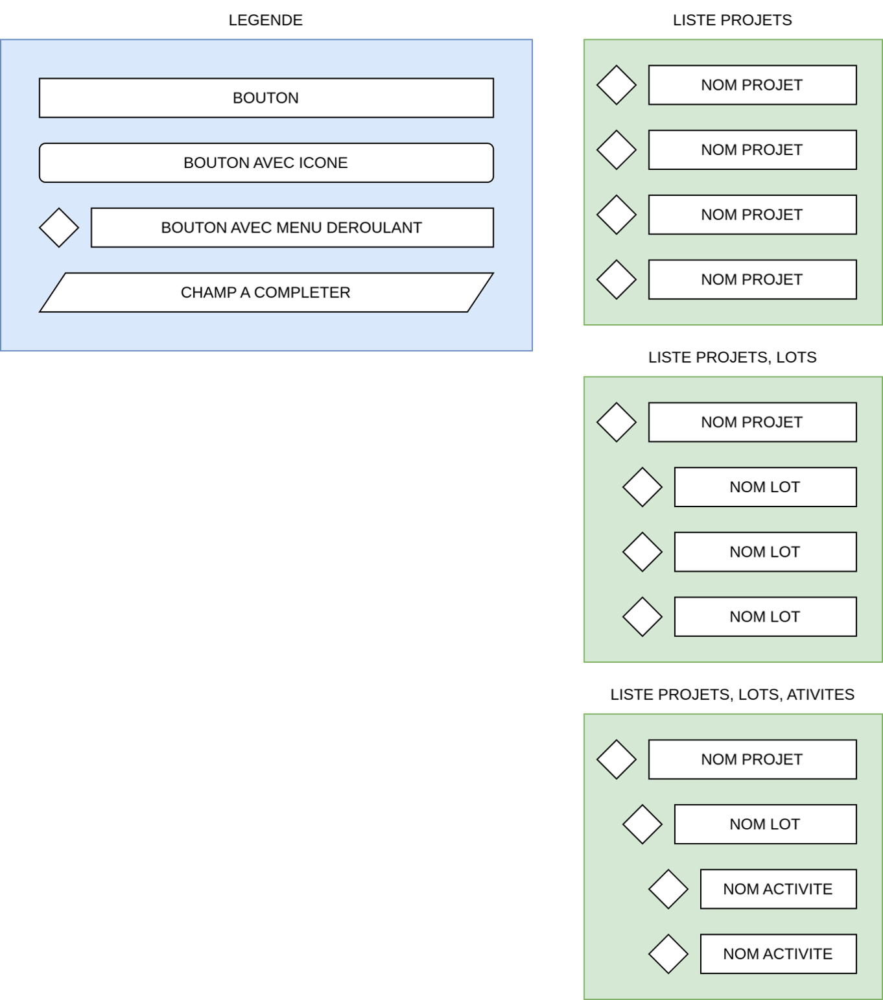 LEGENDE
BOUTON
BOUTON AVEC ICONE
BOUTON AVEC MENU DEROULANT
CHAMP A COMPLETER
LISTE PROJETS
NOM PROJET
NOM PROJET
NOM PROJET
NOM PROJET
LISTE PROJETS, LOTS
NOM PROJET
NOM LOT
NOM LOT
NOM LOT
LISTE PROJETS, LOTS, ATIVITES
NOM PROJET
NOM LOT
NOM ACTIVITE
NOM ACTIVITE